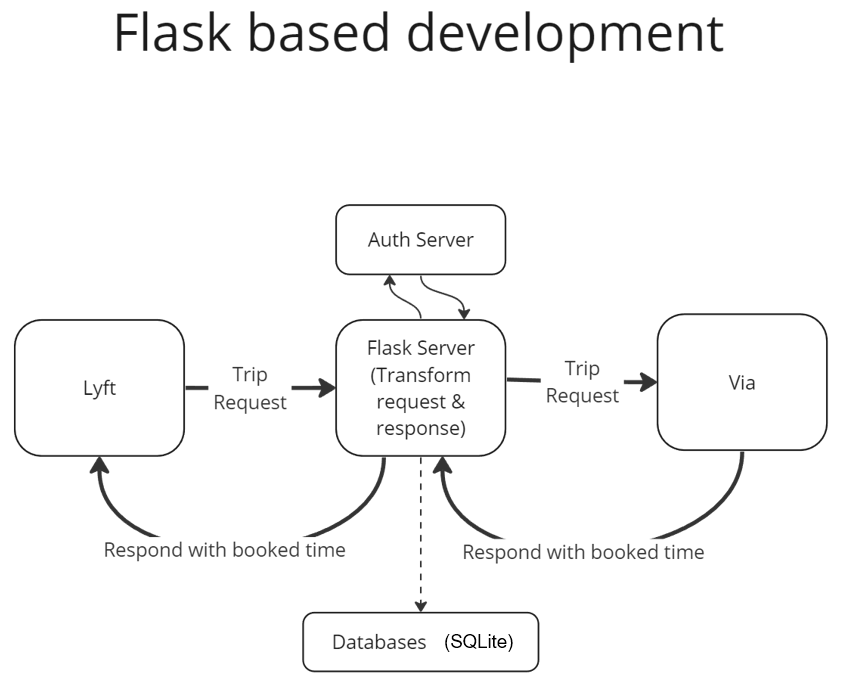 Flask based development
Auth Server
Flask Server
(Transform
request &
response)
Lyft
Trip
Request
Trip
Request
Via
Respond with booked time
Respond with booked time
Databases (SQLite)